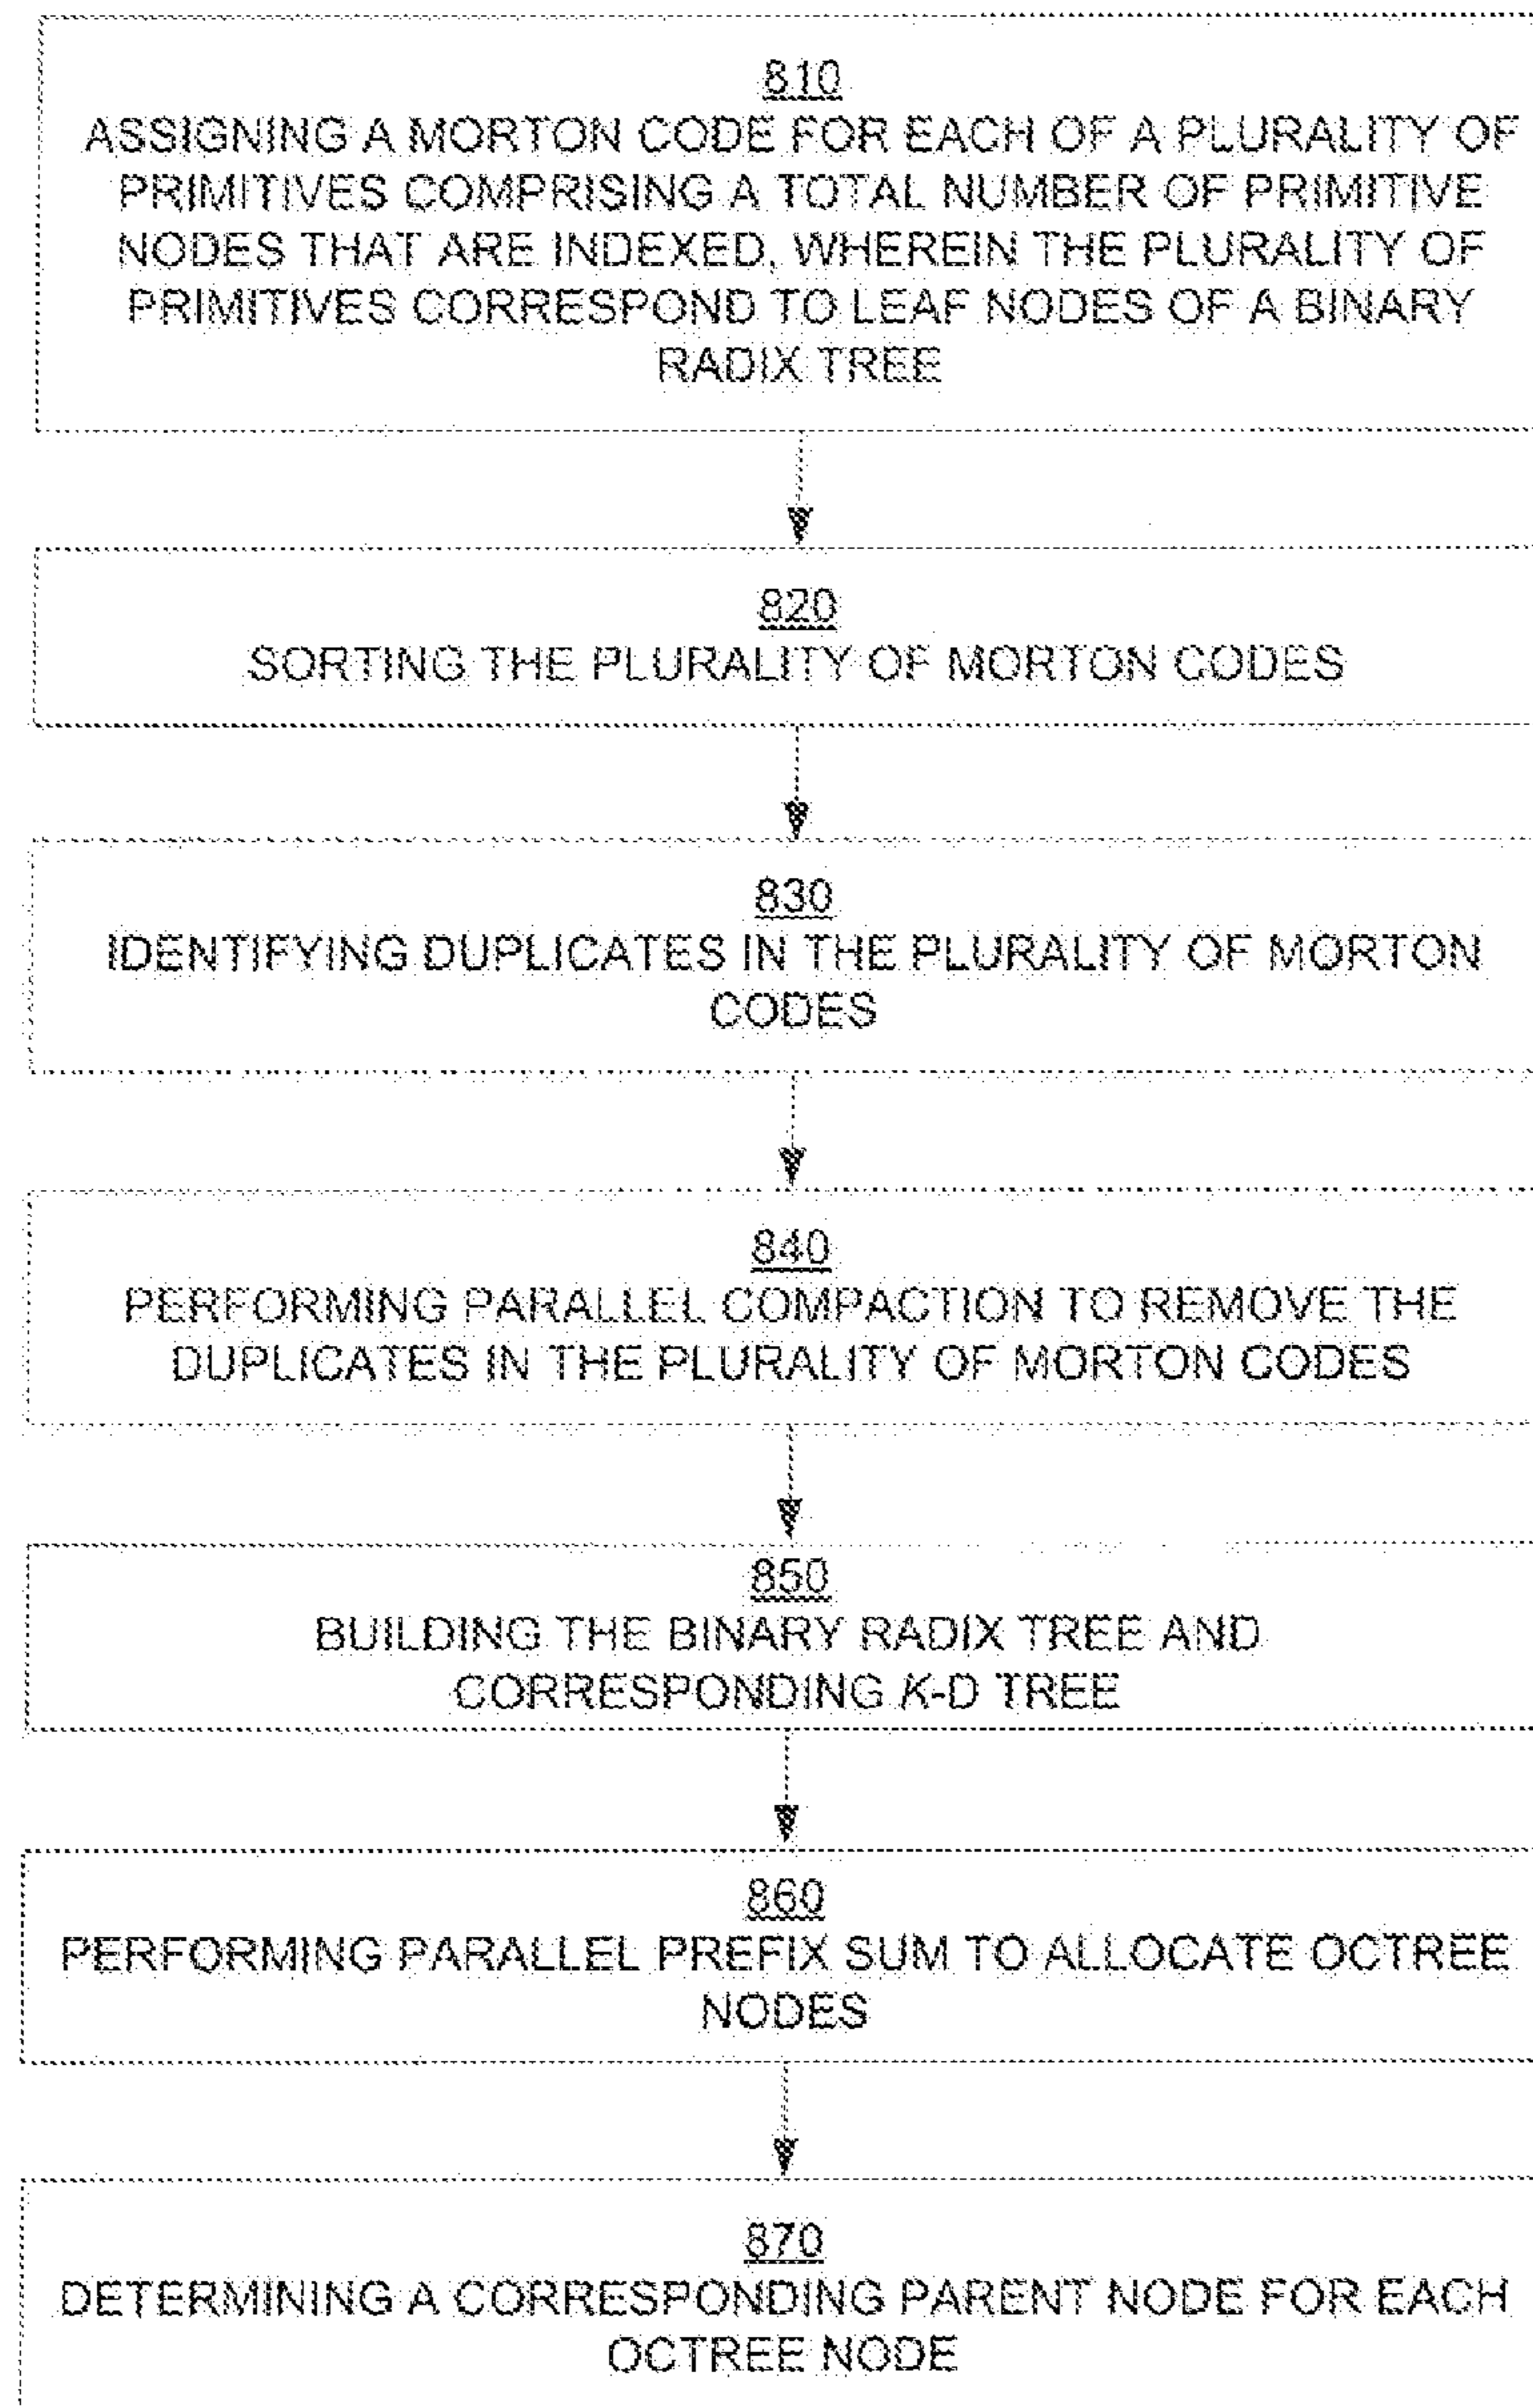 810
ASSIGNING A MORTON CODE FOR EACH OF A PLURALITY OF
PRIMITIVES COMPRISING A TOTAL NUMBER OF PRIMITIVE
NODES THAT ARE INDEXED, WHEREIN THE PLURALITY OF
PRIMITIVES CORRESPOND TO LEAF NODES OF A BINARY
RADIX TREE
820
SORTING THE PLURALITY OF MORTON CODES
830
IDENTIFYING DUPLICATES IN THE PLURALITY OF MORTON
CODES
840
PERFORMING PARALLEL COMPACTION TO REMOVE THE
DUPLICATES IN THE PLURALITY OF MORTON CODES
850
BUILDING THE BINARY RADIX TREE AND
CORRESPONDING K-D TREE
860
PERFORMING PARALLEL PREFIX SUM TO ALLOCATE OCTREE
NODES
870
DETERMINING A CORRESPONDING PARENT NODE FOR EACH
OCTREE NODE